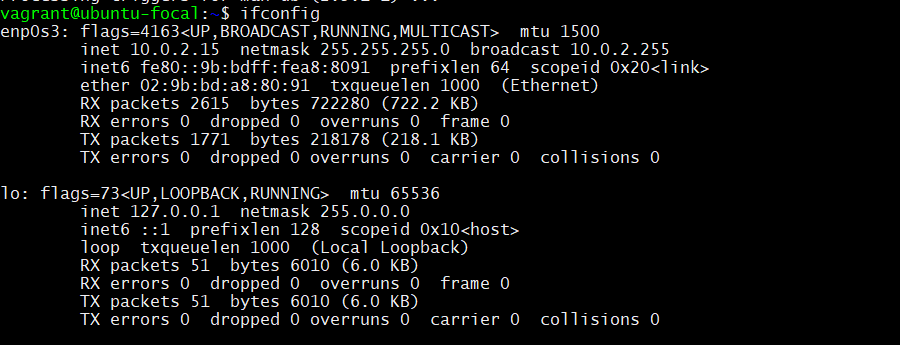 vagrant@ubuntu-focal:~$ ifconfig
enp0s3: flags=4163<UP,BROADCAST,RUNNING,MULTICAST>  mtu 1500
        inet 10.0.2.15  netmask 255.255.255.0  broadcast 10.0.2.255
        inet6 fe80::9b:bdff:fea8:8091  prefixlen 64  scopeid 0x20<link>
        ether 02:9b:bd:a8:80:91  txqueuelen 1000  (Ethernet)
        RX packets 2615  bytes 722280 (722.2 KB)
        RX errors 0  dropped 0  overruns 0  frame 0
        TX packets 1771  bytes 218178 (218.1 KB)
        TX errors 0  dropped 0 overruns 0  carrier 0  collisions 0

lo: flags=73<UP,LOOPBACK,RUNNING>  mtu 65536
        inet 127.0.0.1  netmask 255.0.0.0
        inet6 ::1  prefixlen 128  scopeid 0x10<host>
        loop  txqueuelen 1000  (Local Loopback)
        RX packets 51  bytes 6010 (6.0 KB)
        RX errors 0  dropped 0  overruns 0  frame 0
        TX packets 51  bytes 6010 (6.0 KB)
        TX errors 0  dropped 0 overruns 0  carrier 0  collisions 0